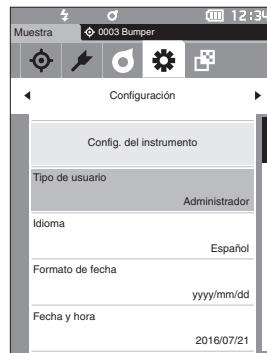 12:34
Muestra
0003 Bumper
Configuración
Config. del instrumento
Tipo de usuario
Administrador
Idioma
Español
Formato de fecha
yyyy/mm/dd
Fecha y hora
2016/07/21